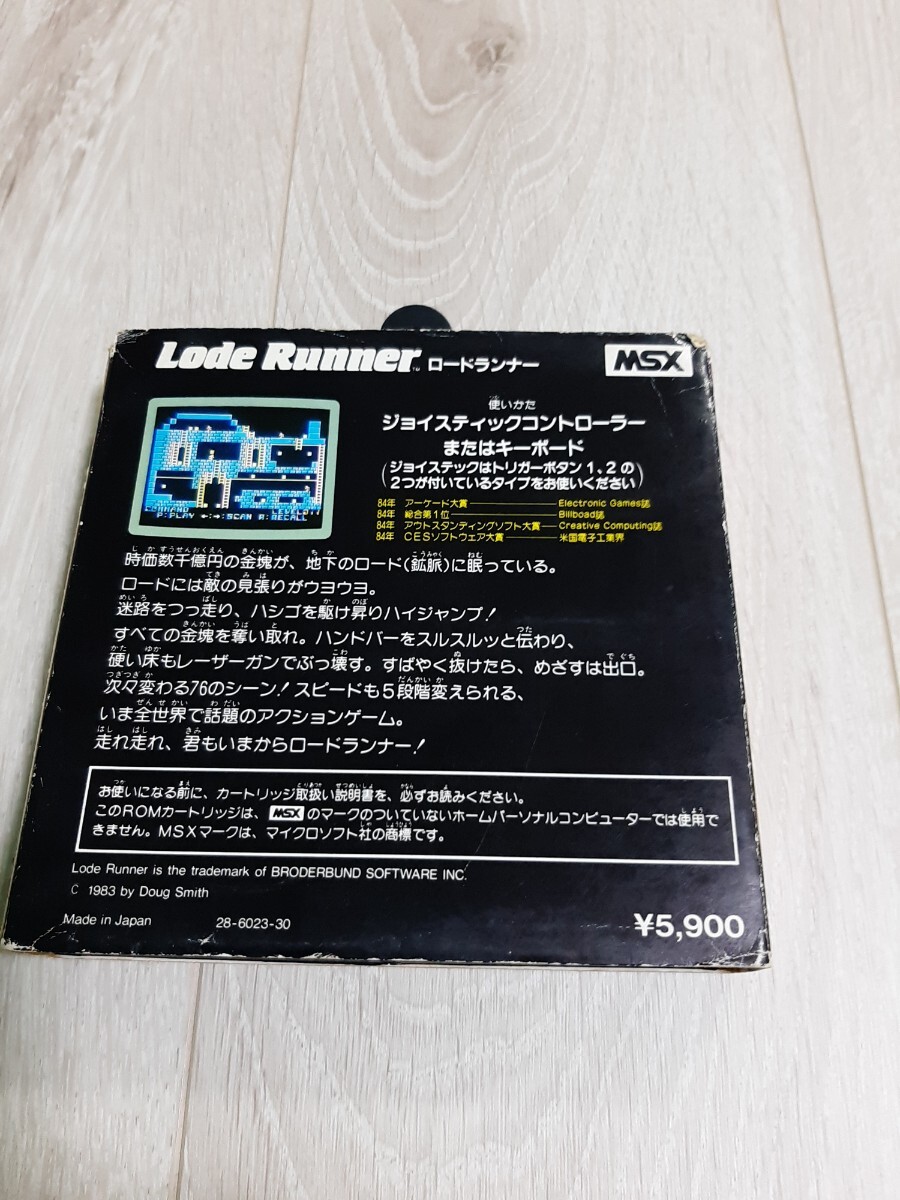 Lode Runner™ ロードランナー
MSX
使いかた
ジョイスティックコントローラー
またはキーボード
(ジョイステックはトリガーボタン1、2の
2つが付いているタイプをお使いください)
84年 アーケード大賞 Electronic Games誌
84年 総合第1位 Billboad誌
84年 アウトスタンディングソフト大賞 Creative Computing誌
84年 CESソフトウェア大賞 米国電子工業界
COMMAND LEVEL
P:PLAY ←:→:SCAN R:RECALL
時価数千億円の金塊が、地下のロード(鉱脈)に眠っている。
ロードには敵の見張りがウヨウヨ。
迷路をつっ走り、ハシゴを駆け昇りハイジャンプ!
すべての金塊を奪い取れ。ハンドバーをスルスルッと伝わり、
硬い床もレーザーガンでぶっ壊す。すばやく抜けたら、めざすは出口。
次々変わる76のシーン!スピードも5段階変えられる、
いま全世界で話題のアクションゲーム。
走れ走れ、君もいまからロードランナー!
お使いになる前に、カートリッジ取扱い説明書を、必ずお読みください。
このROMカートリッジは、MSXのマークのついていないホームパーソナルコンピューターでは使用で
きません。MSXマークは、マイクロソフト社の商標です。
Lode Runner is the trademark of BRODERBUND SOFTWARE INC.
C 1983 by Doug Smith
Made in Japan 28-6023-30
¥5,900